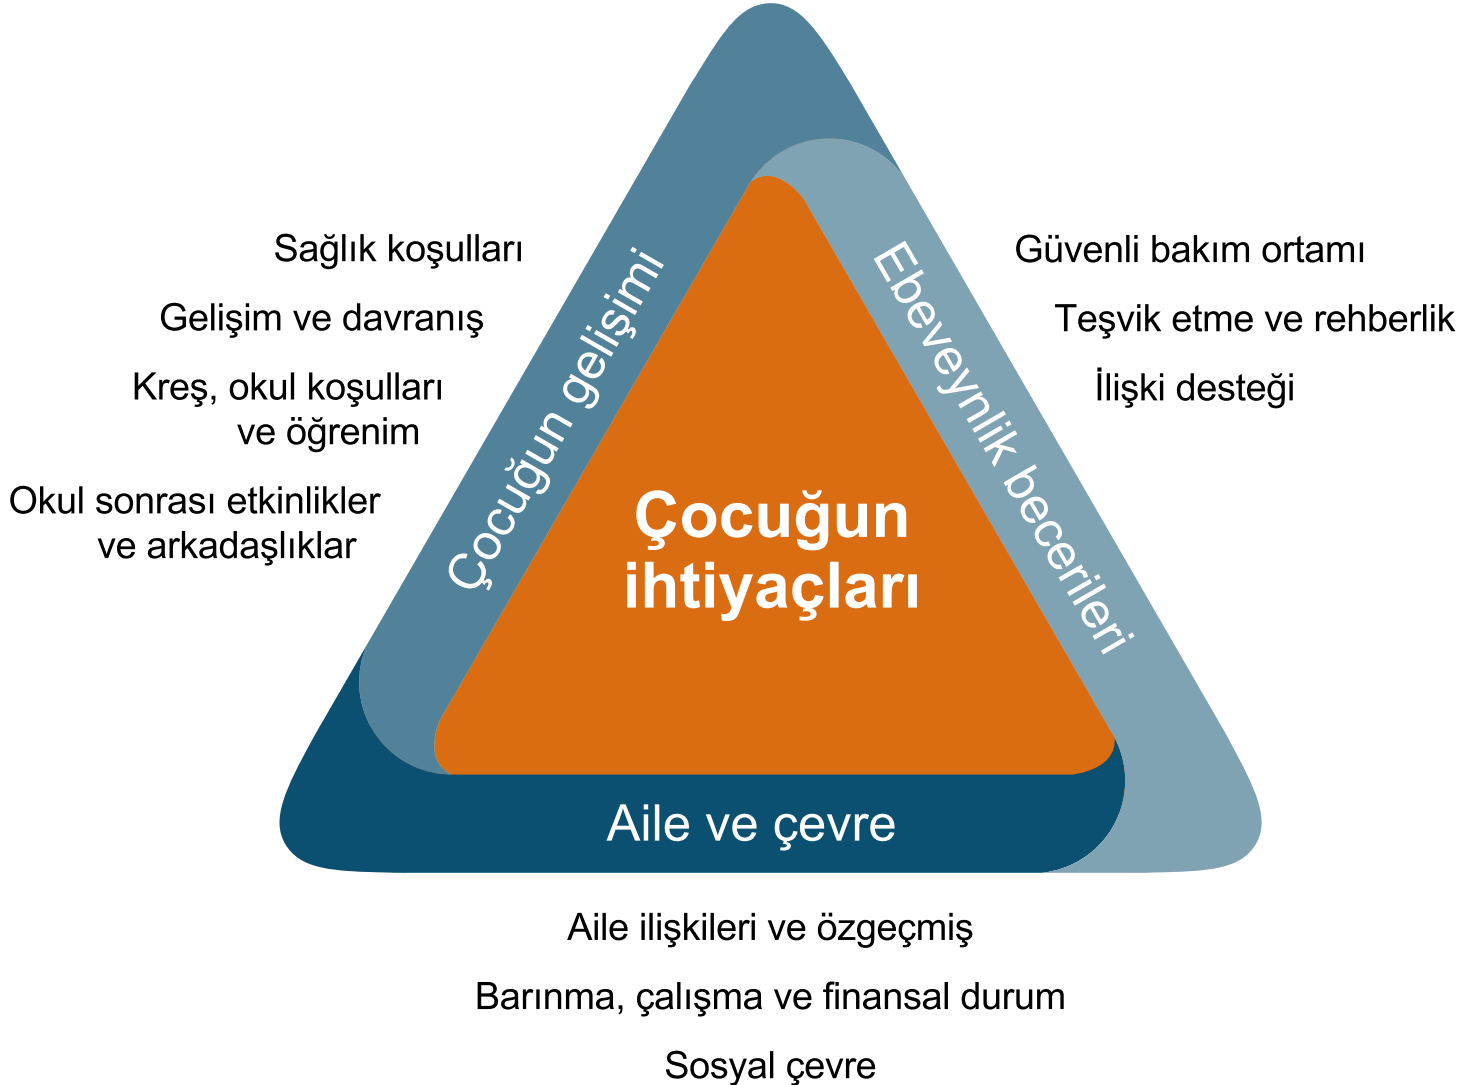 Sağlık koşulları
Gelişim ve davranış
Kreş, okul koşulları
ve öğrenim
Okul sonrası etkinlikler
ve arkadaşlıklar
Çocuğun gelişimi
Çocuğun
ihtiyaçları
Ebeveynlik becerileri
Güvenli bakım ortamı
Teşvik etme ve rehberlik
İlişki desteği
Aile ve çevre
Aile ilişkileri ve özgeçmiş
Barınma, çalışma ve finansal durum
Sosyal çevre